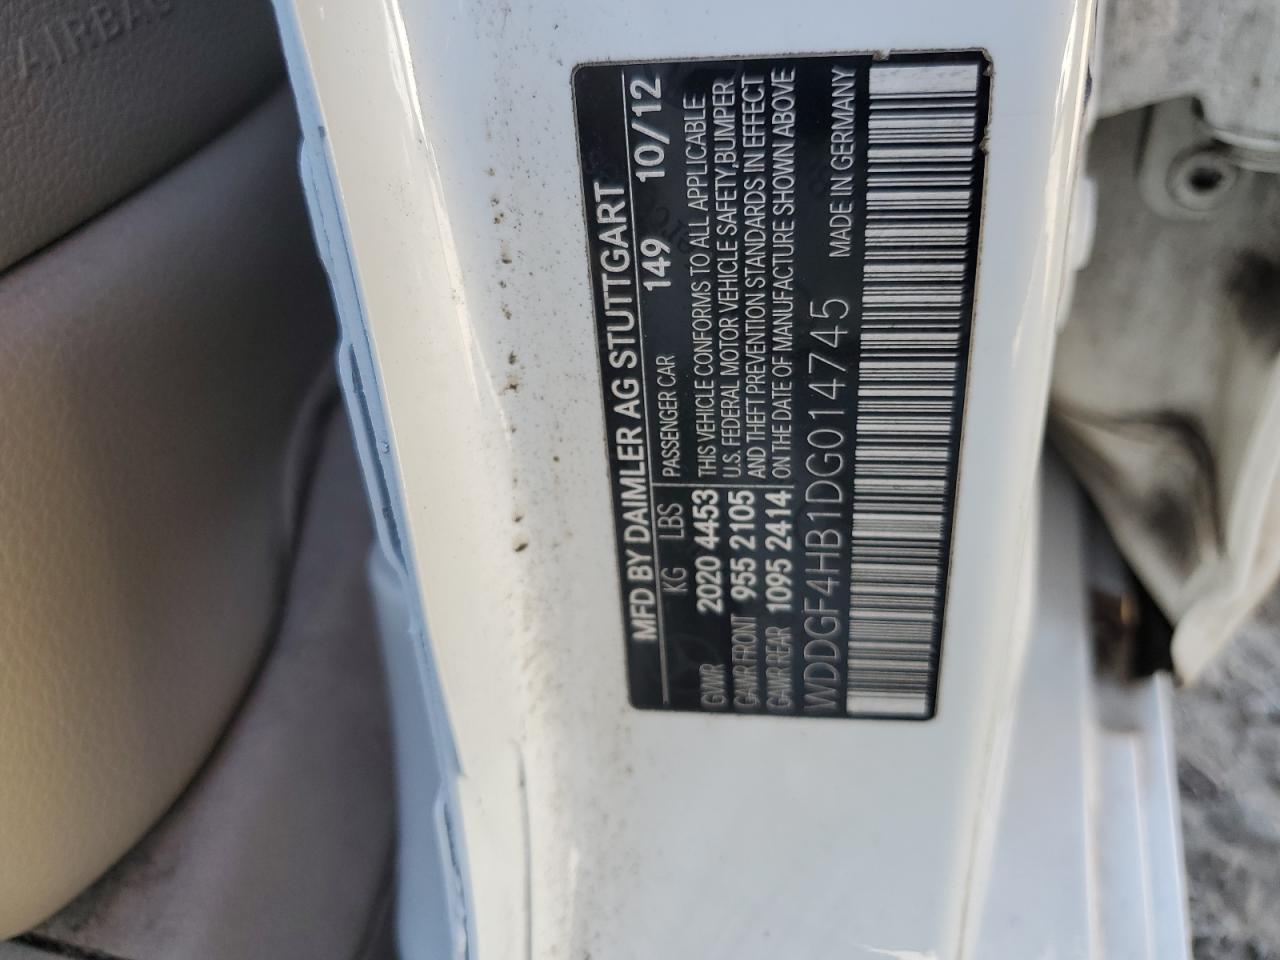 AIRBAG
MFD BY DAIMLER AG STUTTGART
149 10/12
KG LBS PASSENGER CAR
GVWR 2020 4453 THIS VEHICLE CONFORMS TO ALL APPLICABLE
GAWR FRONT 955 2105 U.S. FEDERAL MOTOR VEHICLE SAFETY,BUMPER
AND THEFT PREVENTION STANDARDS IN EFFECT
GAWR REAR 1095 2414 ON THE DATE OF MANUFACTURE SHOWN ABOVE
WDDGF4HB1DG014745 MADE IN GERMANY